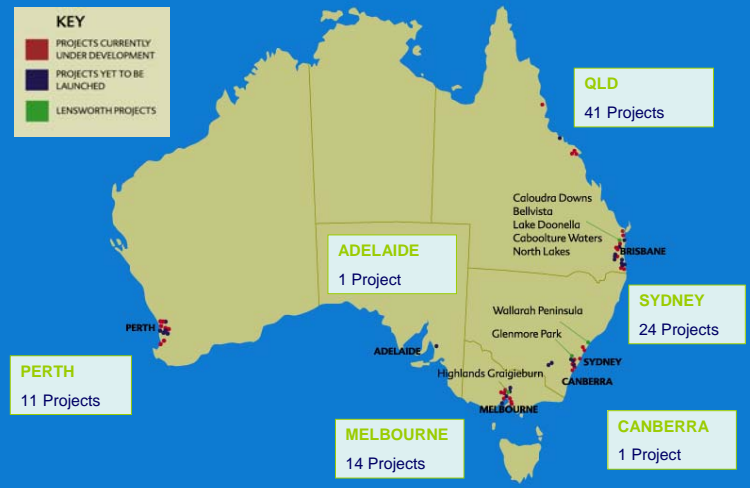 KEY
PROJECTS CURRENTLY
UNDER DEVELOPMENT
PROJECTS YET TO BE
LAUNCHED
LENSWORTH PROJECTS
QLD
41 Projects
Caloudra Downs
Bellvista
Lake Doonella
Caboolture Waters
North Lakes
BRISBANE
ADELAIDE
1 Project
SYDNEY
24 Projects
Wallarah Peninsula
Glenmore Park
PERTH
ADELAIDE
SYDNEY
CANBERRA
Highlands Graigieburn
MELBOURNE
PERTH
11 Projects
MELBOURNE
14 Projects
CANBERRA
1 Project